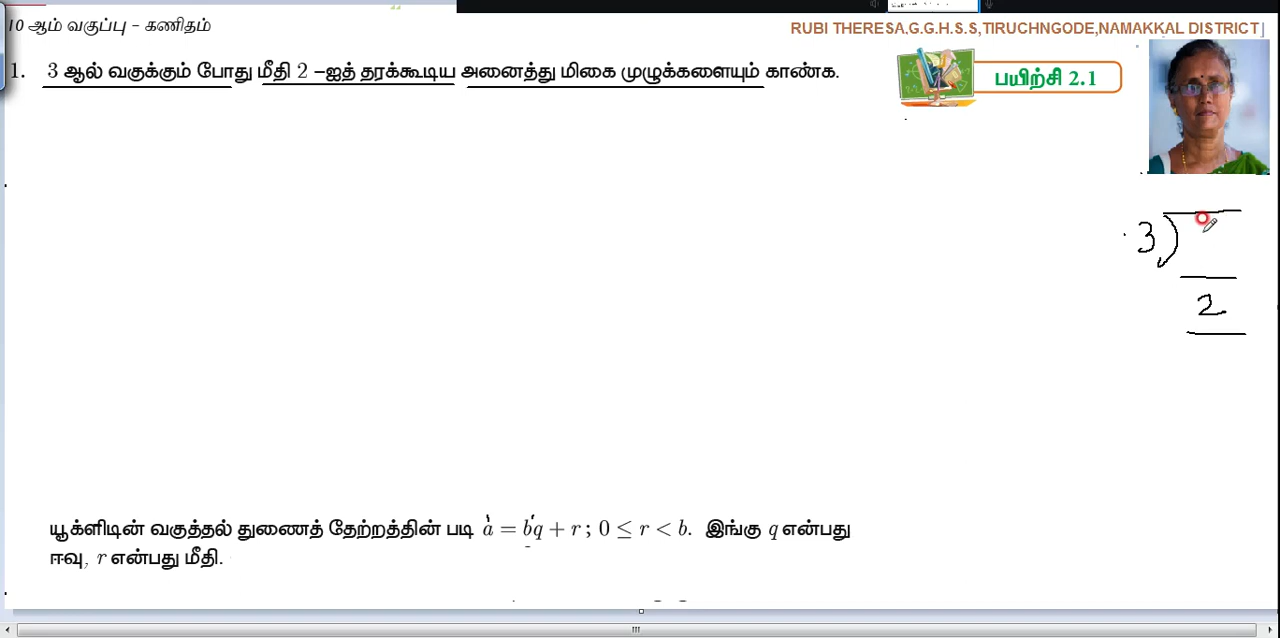 10 ஆம் வகுப்பு – கணிதம்
RUBI THERESA.G.G.H.S.S,TIRUCHNGODE,NAMAKKAL DISTRICT
1. 3 ஆல் வகுக்கும் போது மீதி 2 –ஐத் தரக்கூடிய அனைத்து மிகை முழுக்களையும் காண்க.
பயிற்சி 2.1
3)
2
யூக்ளிடின் வகுத்தல் துணைத் தேற்றத்தின் படி a = bq + r ; 0 ≤ r < b. இங்கு q என்பது
ஈவு, r என்பது மீதி.